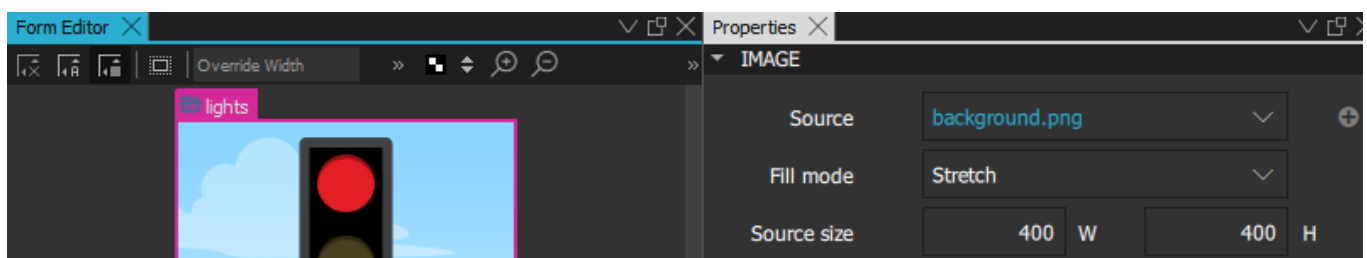 Form Editor
Properties
Override Width
IMAGE
lights
Source
background.png
Fill mode
Stretch
Source size
400 W
400 H